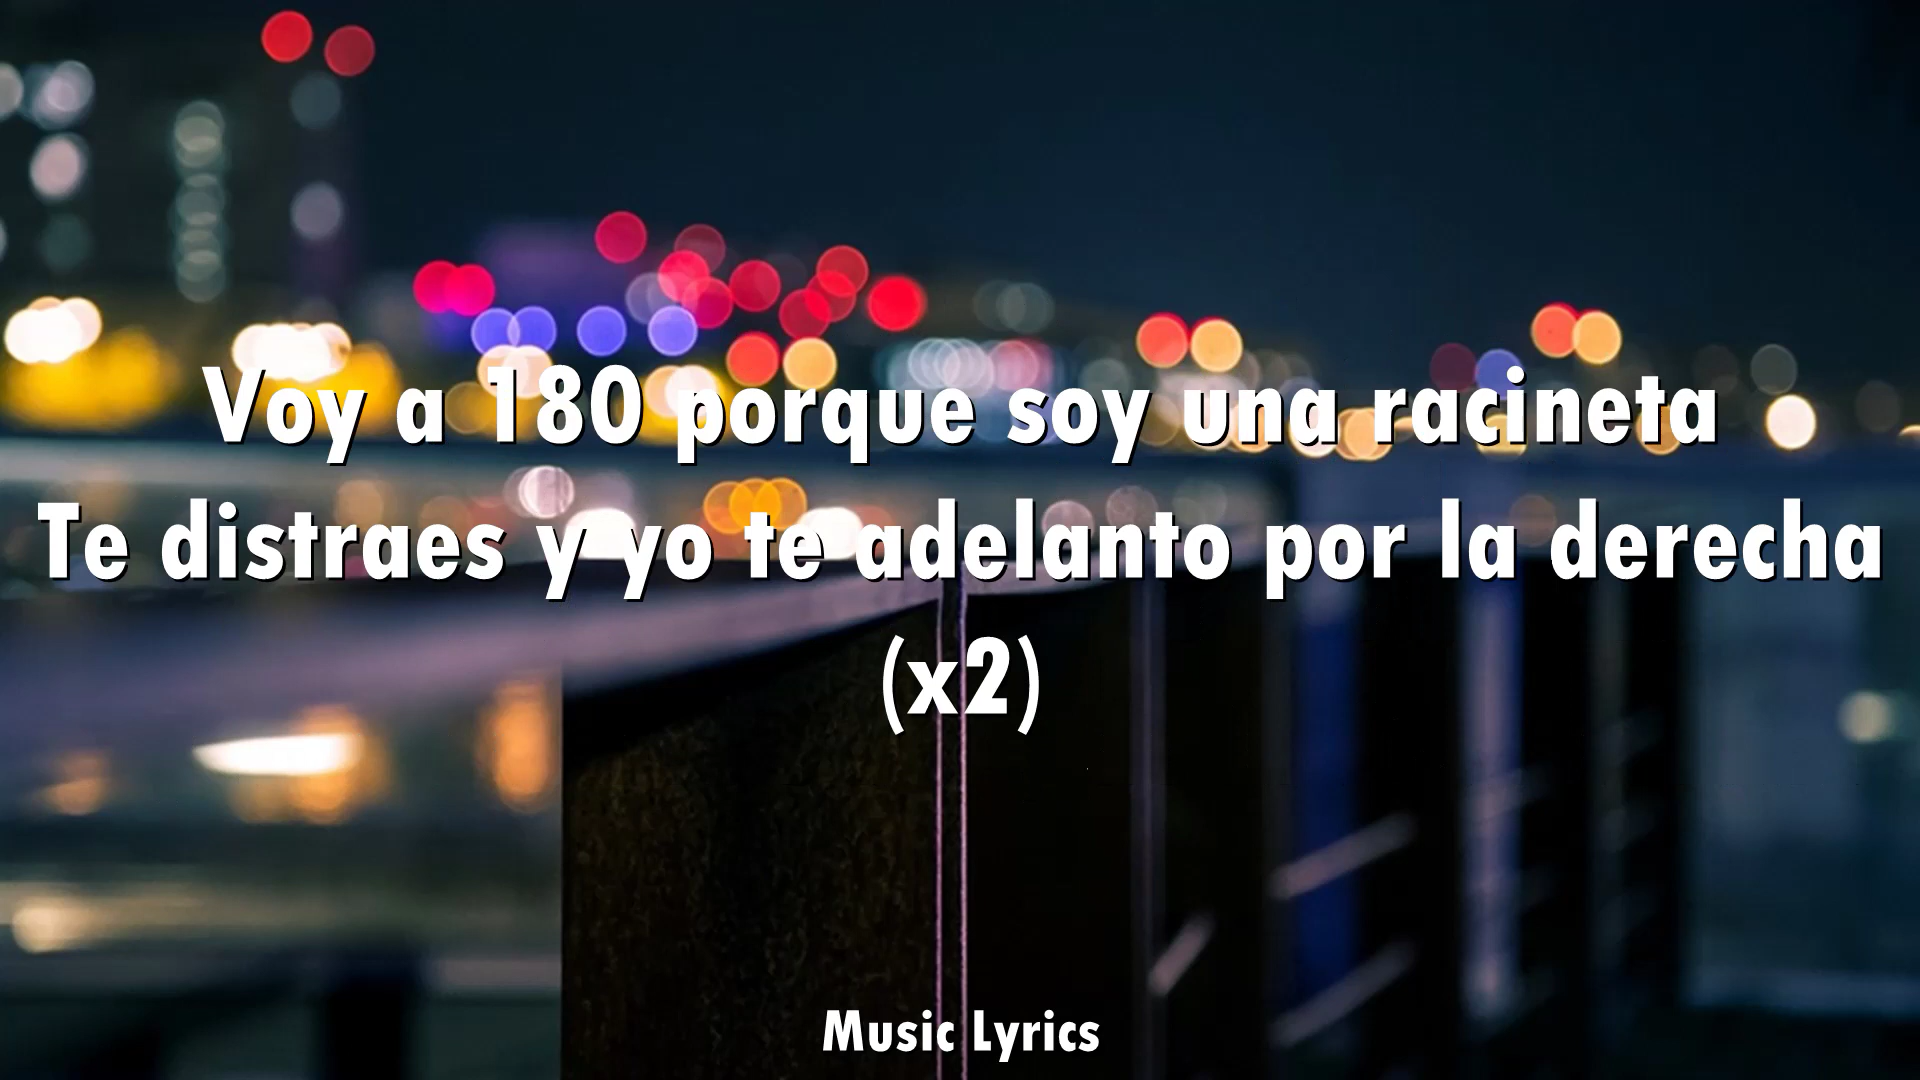 Voy a 180 porque soy una racineta
Te distraes y yo te adelanto por la derecha
(x2)
Music Lyrics